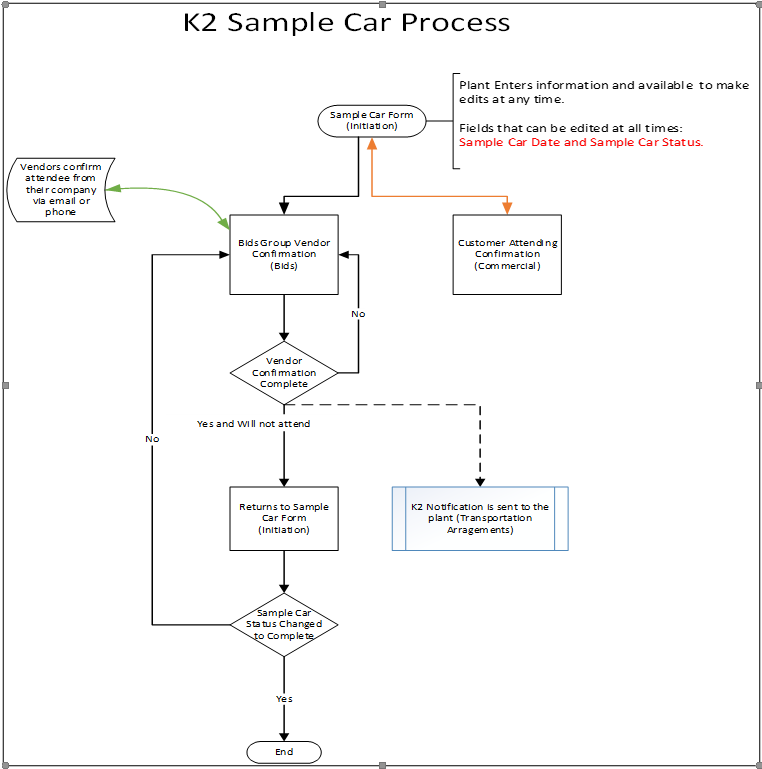 K2 Sample Car Process
Plant Enters information and available to make
edits at any time.
Fields that can be edited at all times:
Sample Car Date and Sample Car Status.
Sample Car Form
(Initiation)
Vendors confirm
attendee from
their company
via email or
phone
Bids Group Vendor
Confirmation
(Bids)
Customer Attending
Confirmation
(Commercial)
No
Vendor
Confirmation
Complete
Yes and Will not attend
No
Returns to Sample
Car Form
(Initiation)
K2 Notification is sent to the
plant (Transportation
Arragements)
Sample Car
Status Changed
to Complete
Yes
End